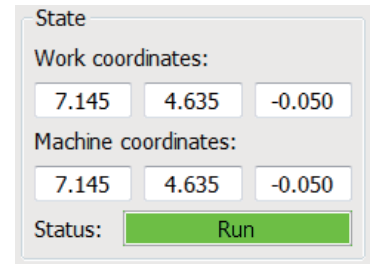 State
Work coordinates:
7.145 4.635 -0.050
Machine coordinates:
7.145 4.635 -0.050
Status: Run